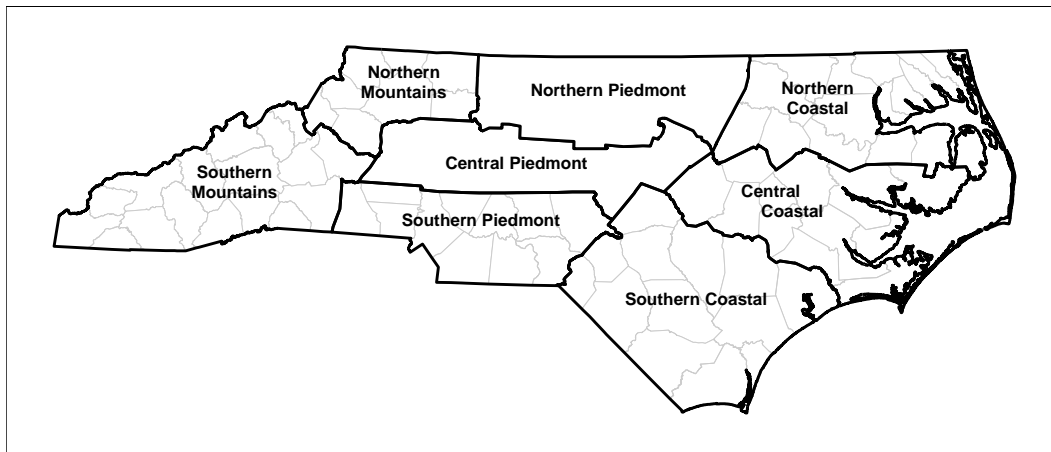 Northern
Mountains
Northern Piedmont
Northern
Coastal
Central Piedmont
Southern
Mountains
Central
Coastal
Southern Piedmont
Southern Coastal